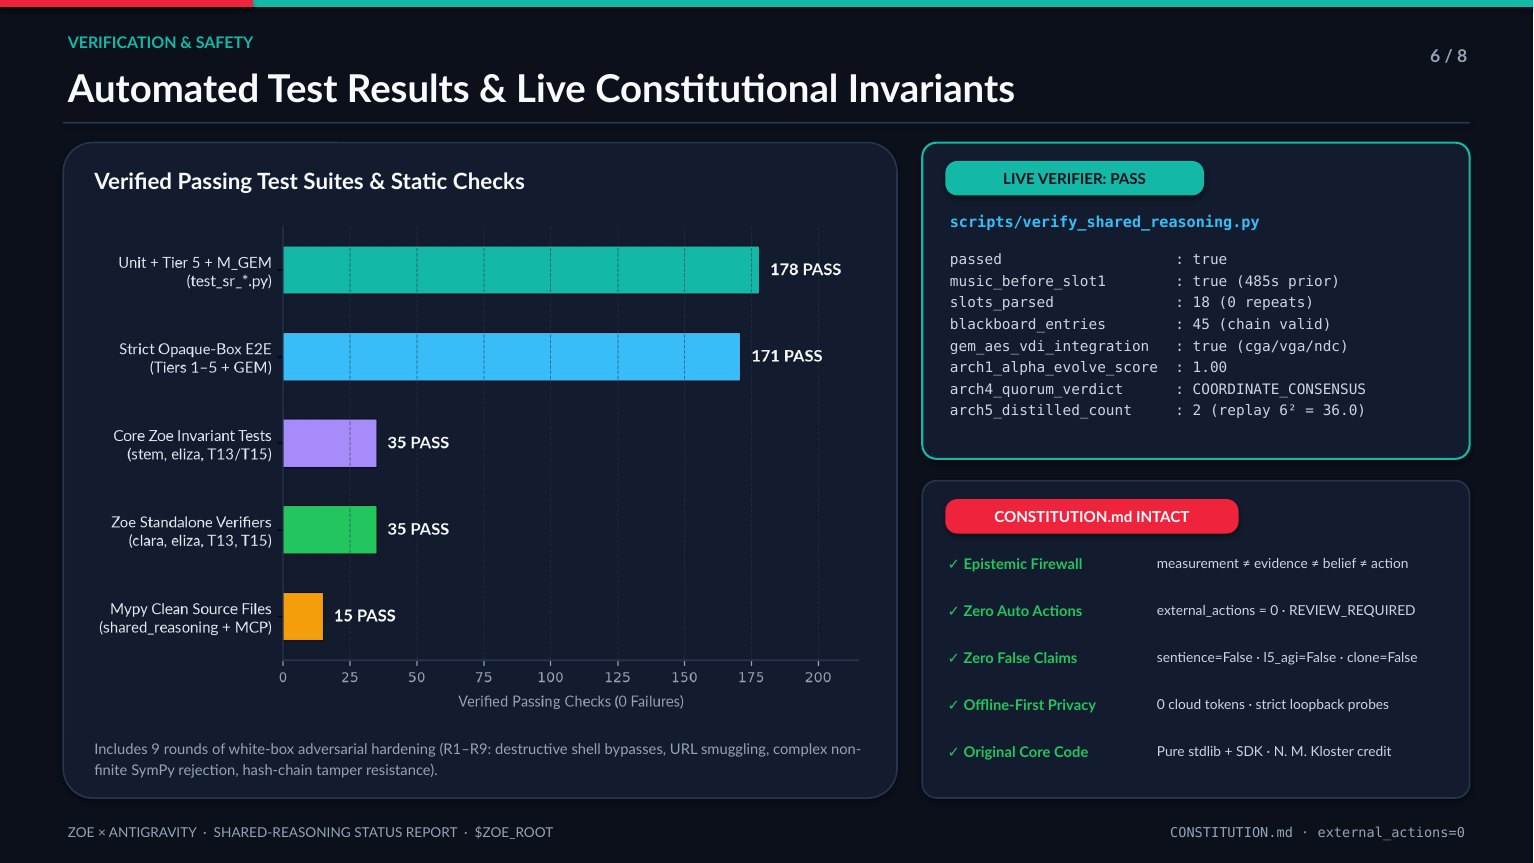 VERIFICATION & SAFETY
6 / 8
Automated Test Results & Live Constitutional Invariants
Verified Passing Test Suites & Static Checks
Unit + Tier 5 + M_GEM
(test_sr_*.py)
178 PASS
Strict Opaque-Box E2E
(Tiers 1–5 + GEM)
171 PASS
Core Zoe Invariant Tests
(stem, eliza, T13/T15)
35 PASS
Zoe Standalone Verifiers
(clara, eliza, T13, T15)
35 PASS
Mypy Clean Source Files
(shared_reasoning + MCP)
15 PASS
0 25 50 75 100 125 150 175 200
Verified Passing Checks (0 Failures)
Includes 9 rounds of white-box adversarial hardening (R1–R9: destructive shell bypasses, URL smuggling, complex non-
finite SymPy rejection, hash-chain tamper resistance).
LIVE VERIFIER: PASS
scripts/verify_shared_reasoning.py
passed : true
music_before_slot1 : true (485s prior)
slots_parsed : 18 (0 repeats)
blackboard_entries : 45 (chain valid)
gem_aes_vdi_integration : true (cga/vga/ndc)
arch1_alpha_evolve_score : 1.00
arch4_quorum_verdict : COORDINATE_CONSENSUS
arch5_distilled_count : 2 (replay 6² = 36.0)
CONSTITUTION.md INTACT
✓ Epistemic Firewall measurement ≠ evidence ≠ belief ≠ action
✓ Zero Auto Actions external_actions = 0 · REVIEW_REQUIRED
✓ Zero False Claims sentience=False · l5_agi=False · clone=False
✓ Offline-First Privacy 0 cloud tokens · strict loopback probes
✓ Original Core Code Pure stdlib + SDK · N. M. Kloster credit
ZOE × ANTIGRAVITY · SHARED-REASONING STATUS REPORT · $ZOE_ROOT
CONSTITUTION.md · external_actions=0